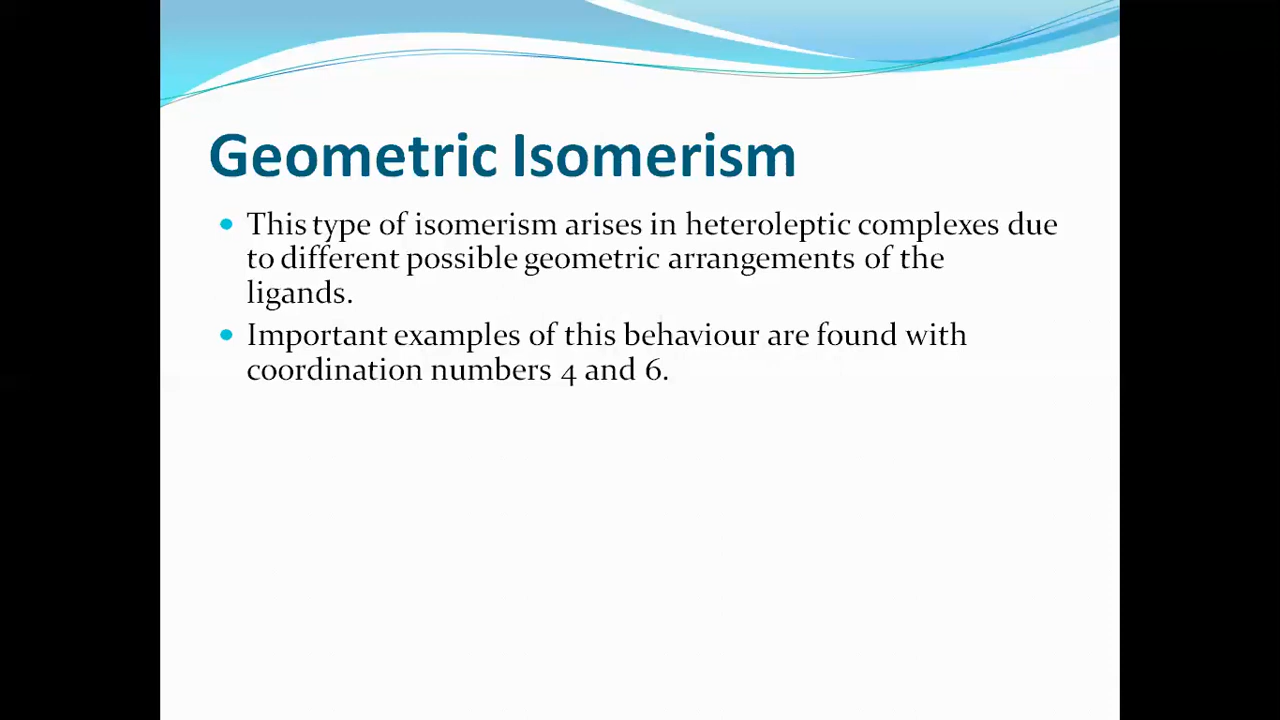 Geometric Isomerism
• This type of isomerism arises in heteroleptic complexes due
to different possible geometric arrangements of the
ligands.
• Important examples of this behaviour are found with
coordination numbers 4 and 6.